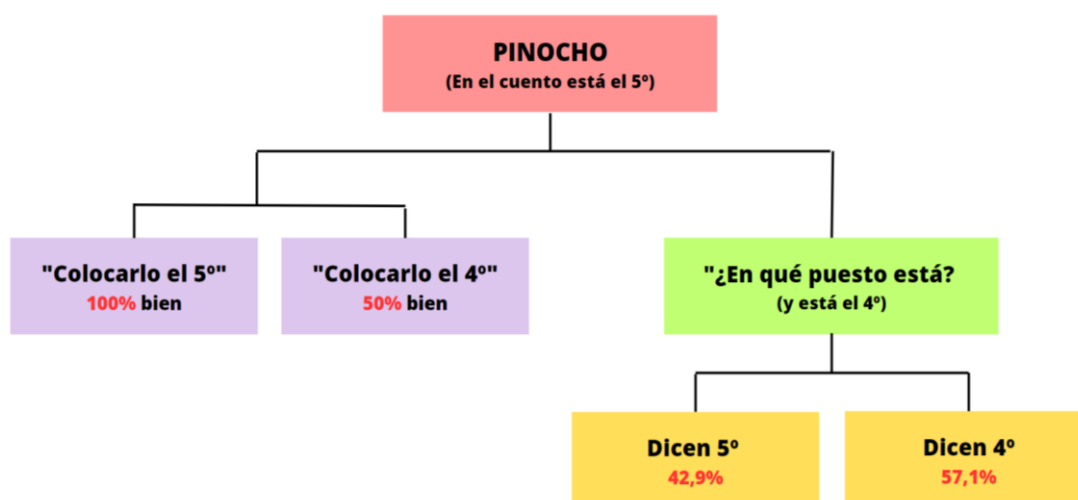 PINOCHO
(En el cuento está el 5º)
"Colocarlo el 5º"
100% bien
"Colocarlo el 4º"
50% bien
"¿En qué puesto está?
(y está el 4º)
Dicen 5º
42,9%
Dicen 4º
57,1%